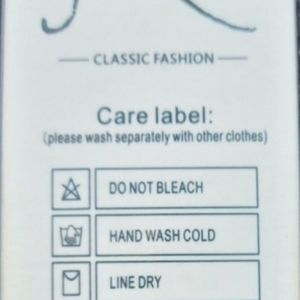 CLASSIC FASHION
Care label:
(please wash separately with other clothes)
DO NOT BLEACH
HAND WASH COLD
LINE DRY